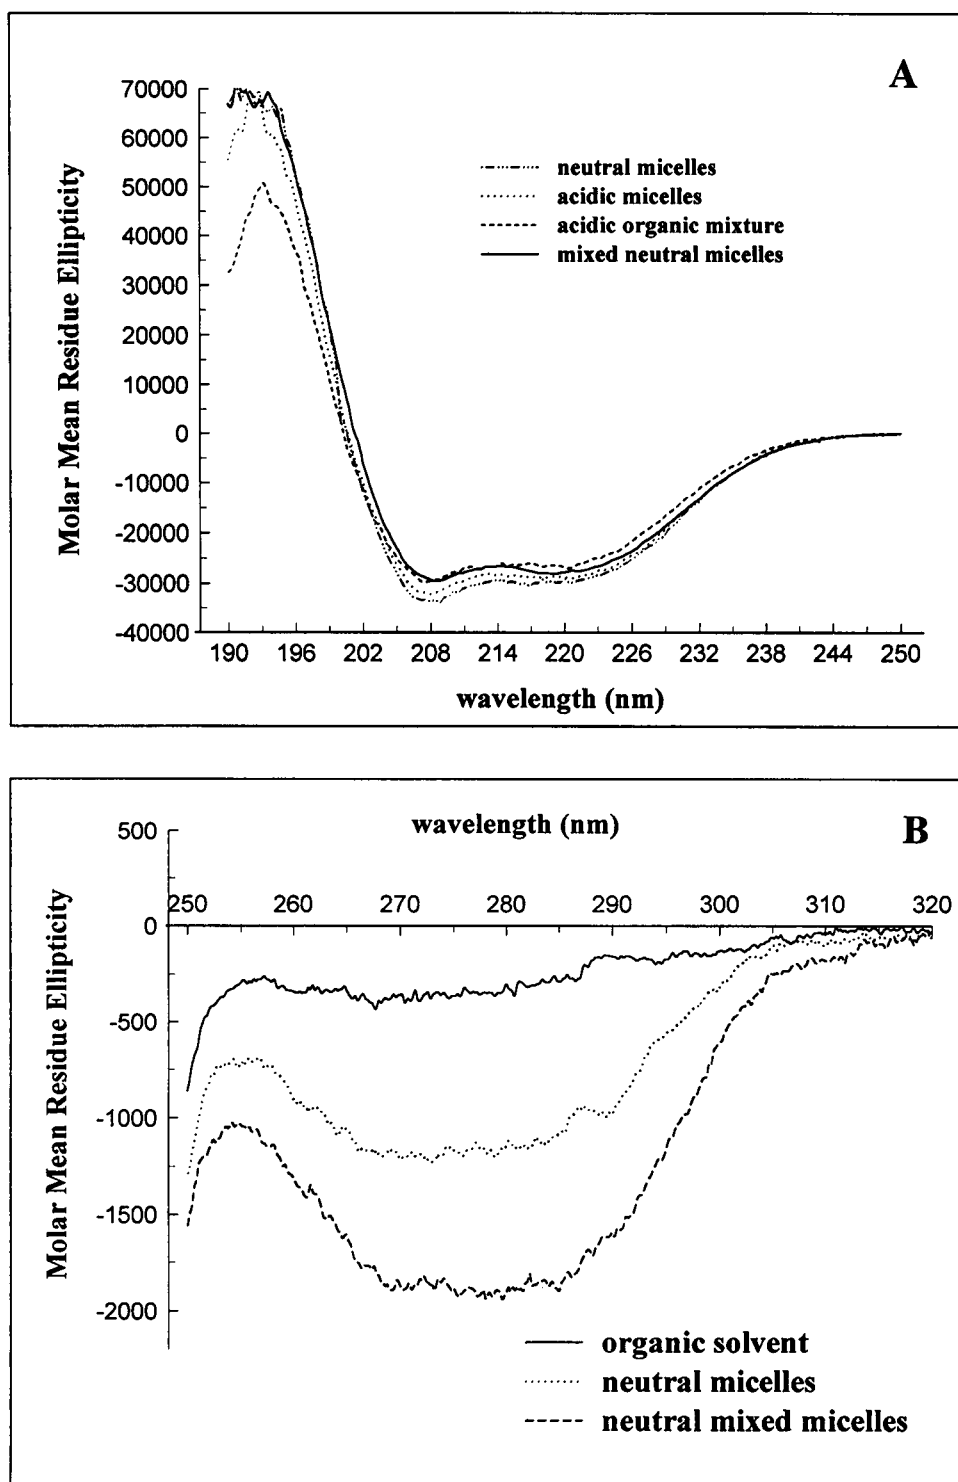 A
Molar Mean Residue Ellipticity
70000
60000
50000
40000
30000
20000
10000
0
-10000
-20000
-30000
-40000
neutral micelles
acidic micelles
acidic organic mixture
mixed neutral micelles
190 196 202 208 214 220 226 232 238 244 250
wavelength (nm)
B
wavelength (nm)
Molar Mean Residue Ellipticity
500
250 260 270 280 290 300 310 320
0
-500
-1000
-1500
-2000
organic solvent
neutral micelles
neutral mixed micelles